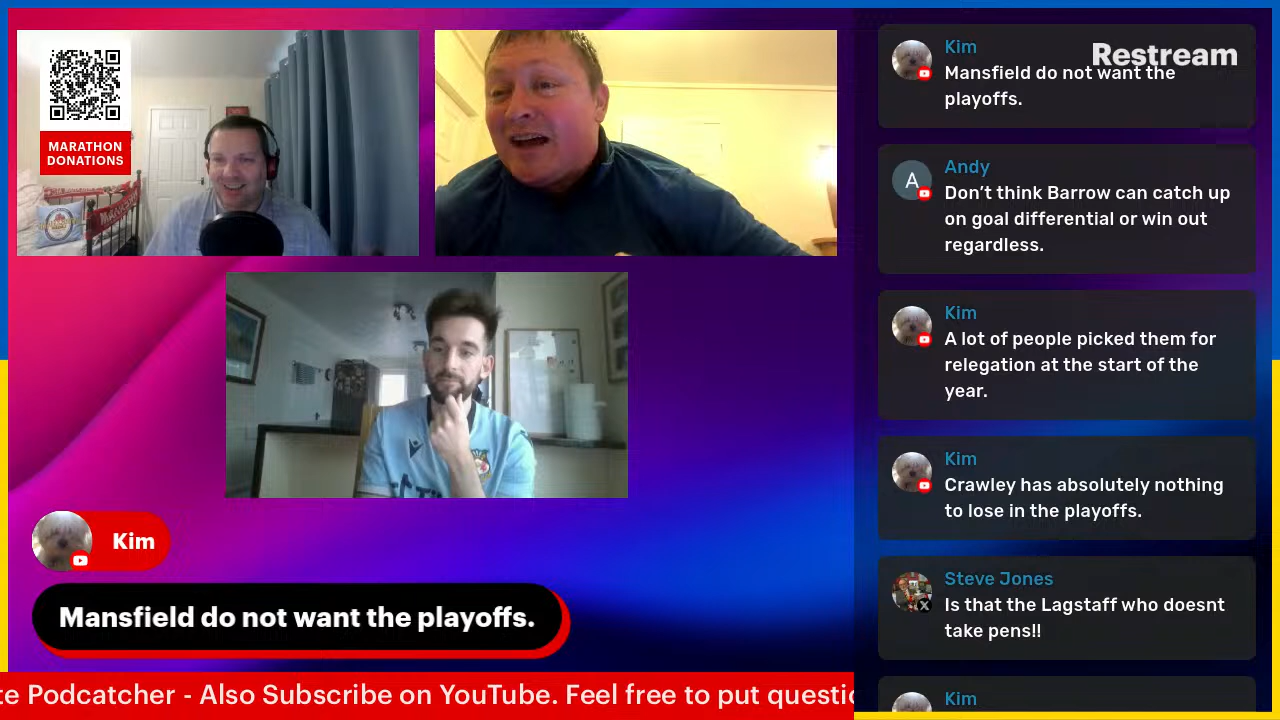 MARATHON
DONATIONS
Kim
Mansfield do not want the playoffs.
te Podcatcher - Also Subscribe on YouTube. Feel free to put questio
Restream
Kim
Mansfield do not want the
playoffs.
A
Andy
Don’t think Barrow can catch up
on goal differential or win out
regardless.
Kim
A lot of people picked them for
relegation at the start of the
year.
Kim
Crawley has absolutely nothing
to lose in the playoffs.
Steve Jones
Is that the Lagstaff who doesnt
take pens!!
Kim